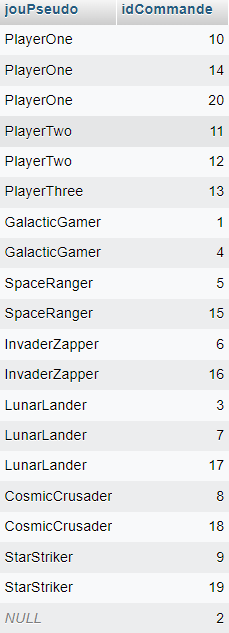 jouPseudo idCommande
PlayerOne 10
PlayerOne 14
PlayerOne 20
PlayerTwo 11
PlayerTwo 12
PlayerThree 13
GalacticGamer 1
GalacticGamer 4
SpaceRanger 5
SpaceRanger 15
InvaderZapper 6
InvaderZapper 16
LunarLander 3
LunarLander 7
LunarLander 17
CosmicCrusader 8
CosmicCrusader 18
StarStriker 9
StarStriker 19
NULL 2